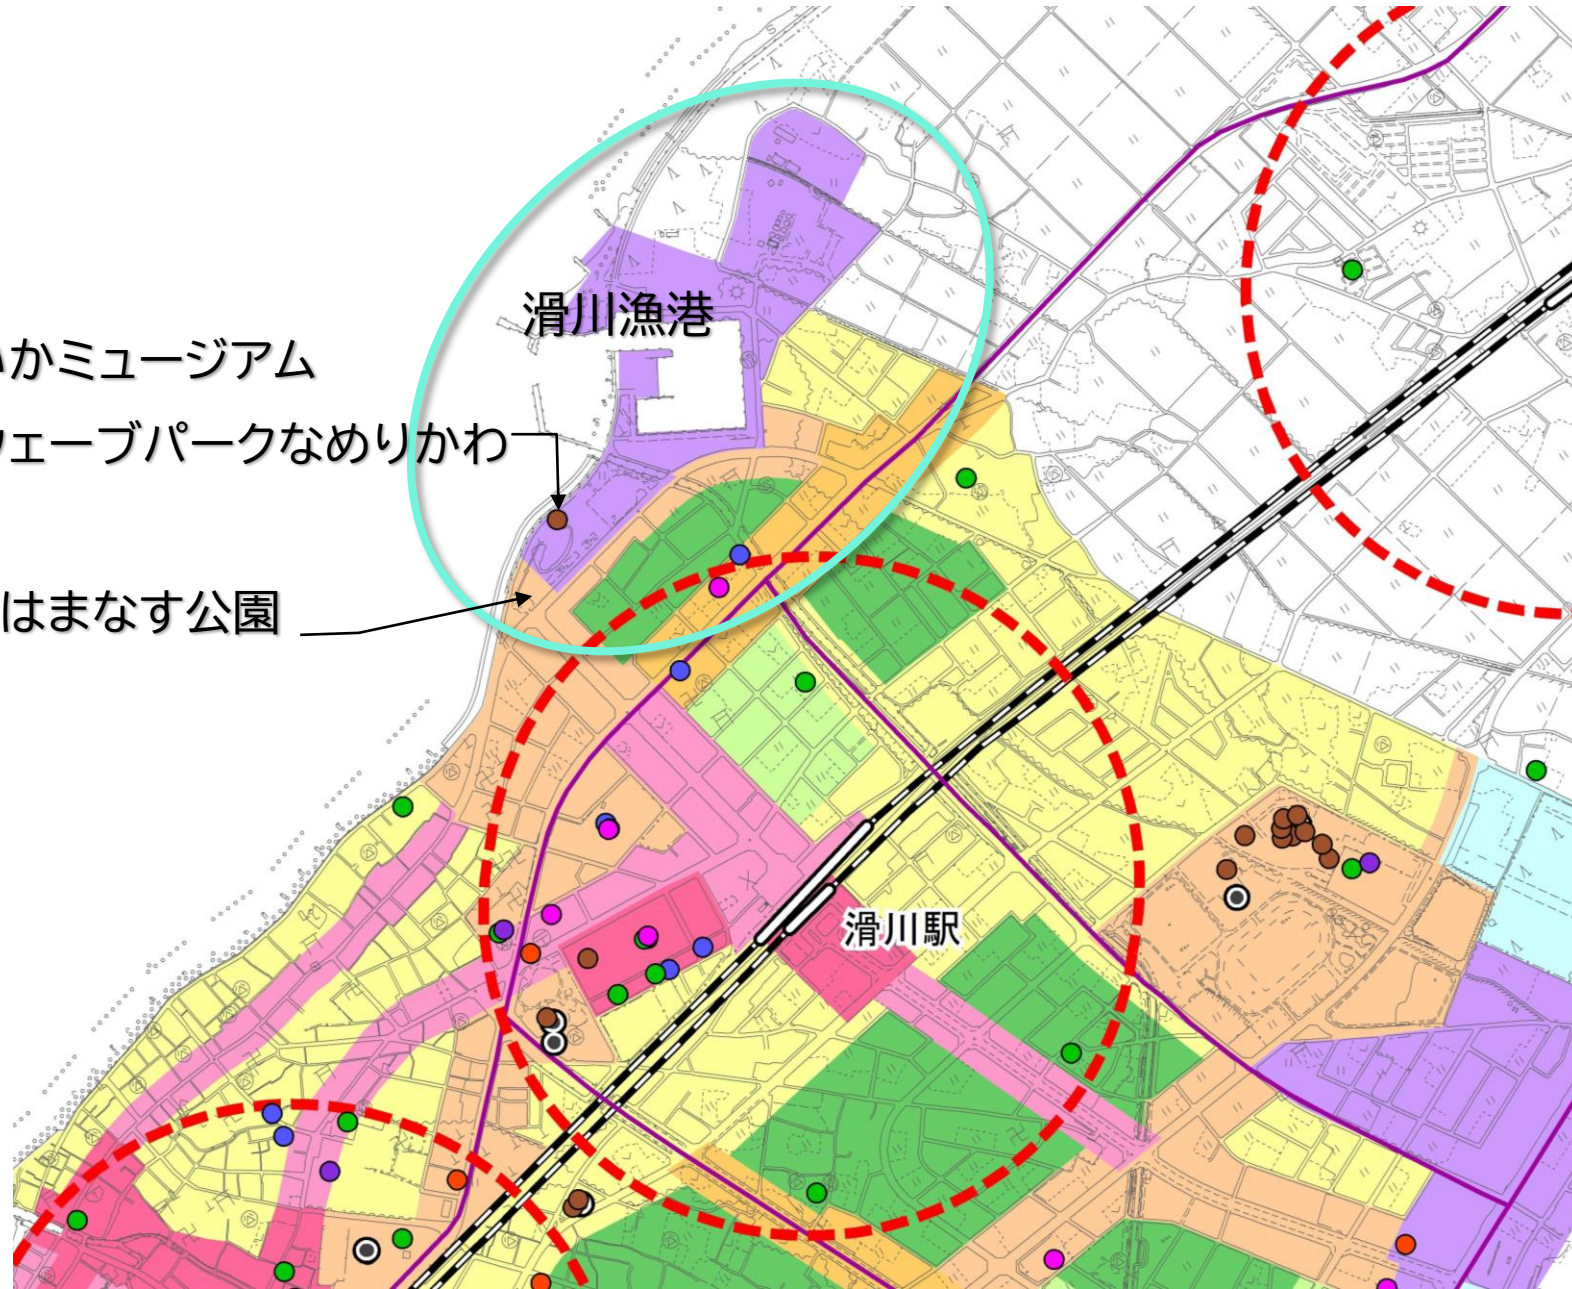 滑川漁港
いかミュージアム
ウェーブパークなめりかわ
はまなす公園
滑川駅